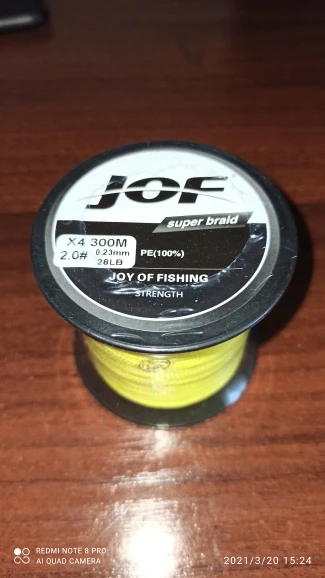 JOF
super braid
X4 300M
2.0# 0.23mm
28LB
PE(100%)
JOY OF FISHING
STRENGTH
REDMI NOTE 8 PRO
AI QUAD CAMERA
2021/3/20 15:24